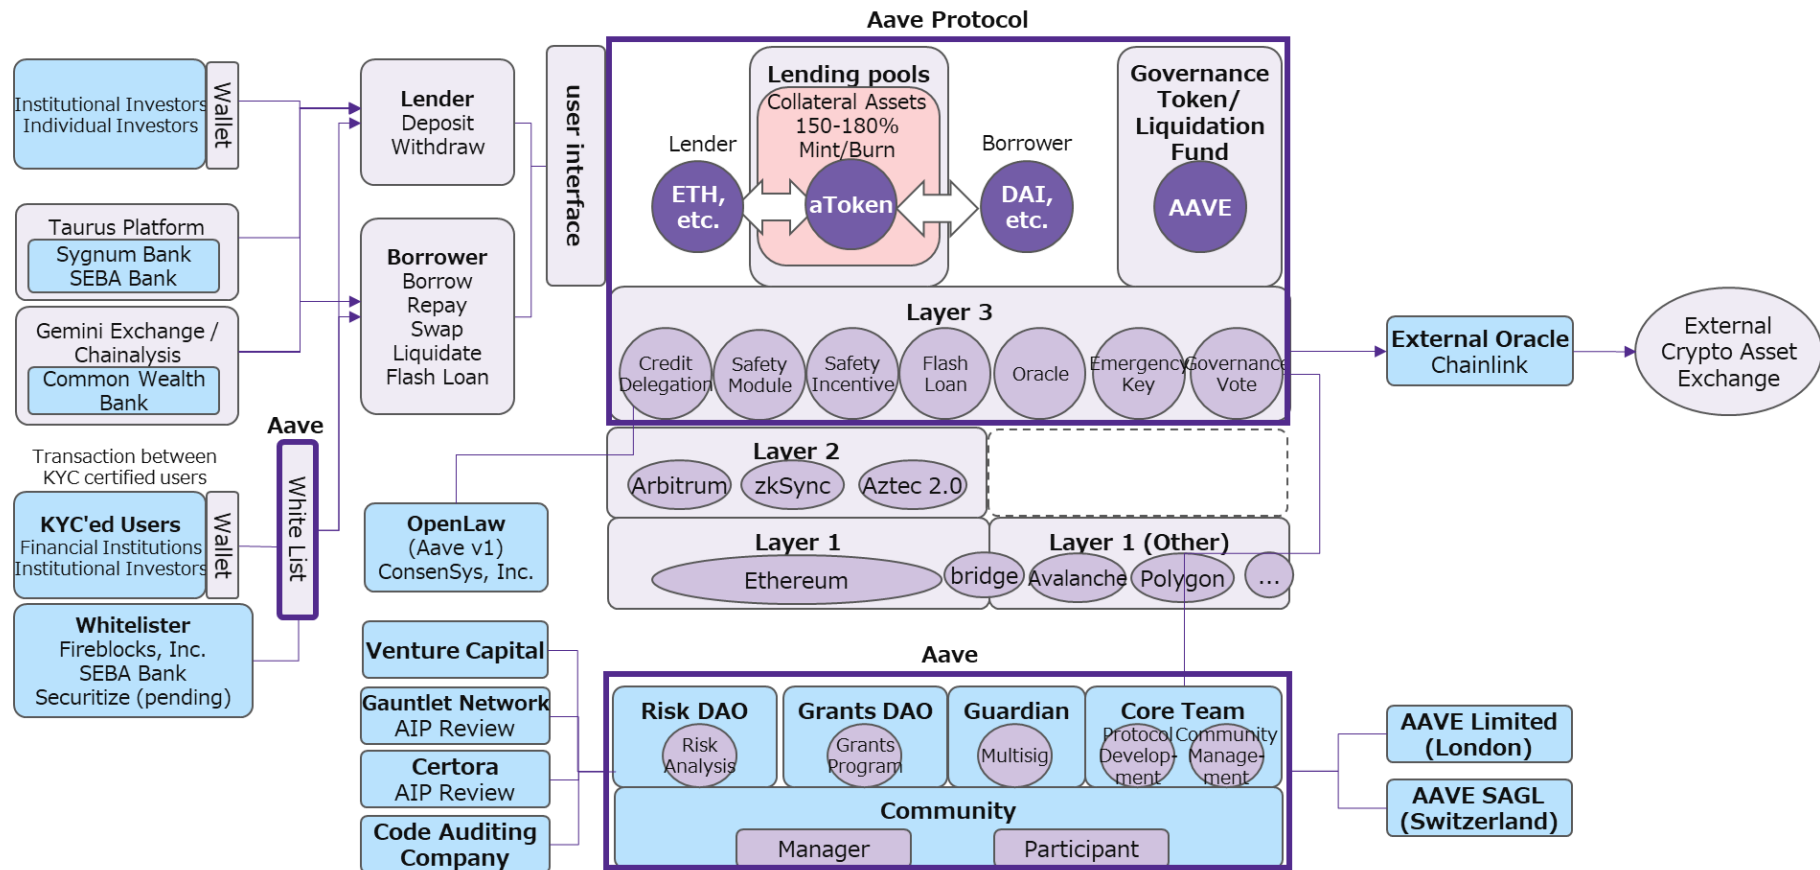 Aave Protocol
Institutional Investors
Individual Investors
Wallet
Taurus Platform
Sygnum Bank
SEBA Bank
Gemini Exchange /
Chainalysis
Common Wealth
Bank
Aave
Transaction between
KYC certified users
KYC'ed Users
Financial Institutions
Institutional Investors
Wallet
White List
Whitelister
Fireblocks, Inc.
SEBA Bank
Securitize (pending)
Lender
Deposit
Withdraw
Borrower
Borrow
Repay
Swap
Liquidate
Flash Loan
user interface
Lending pools
Collateral Assets
150-180%
Mint/Burn
Lender
ETH,
etc.
aToken
Borrower
DAI,
etc.
Governance
Token/
Liquidation
Fund
AAVE
Layer 3
Credit
Delegation
Safety
Module
Safety
Incentive
Flash
Loan
Oracle
Emergency
Key
Governance
Vote
External Oracle
Chainlink
External
Crypto Asset
Exchange
Layer 2
Arbitrum
zkSync
Aztec 2.0
OpenLaw
(Aave v1)
ConsenSys, Inc.
Layer 1
Ethereum
bridge
Layer 1 (Other)
Avalanche
Polygon
...
Venture Capital
Gauntlet Network
AIP Review
Certora
AIP Review
Code Auditing
Company
Aave
Risk DAO
Risk
Analysis
Grants DAO
Grants
Program
Guardian
Multisig
Core Team
Protocol
Develop-
ment
Community
Manage-
ment
Community
Manager
Participant
AAVE Limited
(London)
AAVE SAGL
(Switzerland)